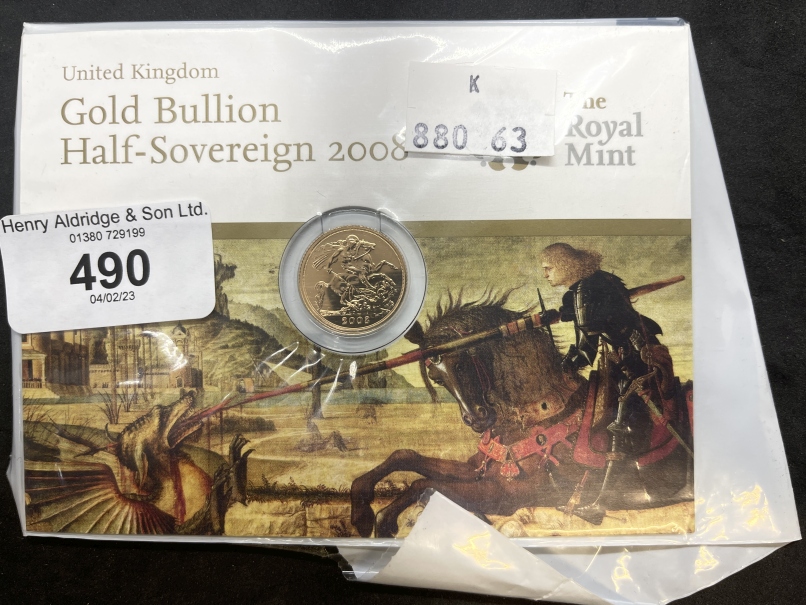 United Kingdom
Gold Bullion
Half-Sovereign 2008
K
880 63
The
Royal
Mint
Henry Aldridge & Son Ltd.
01380 729199
490
04/02/23
2008